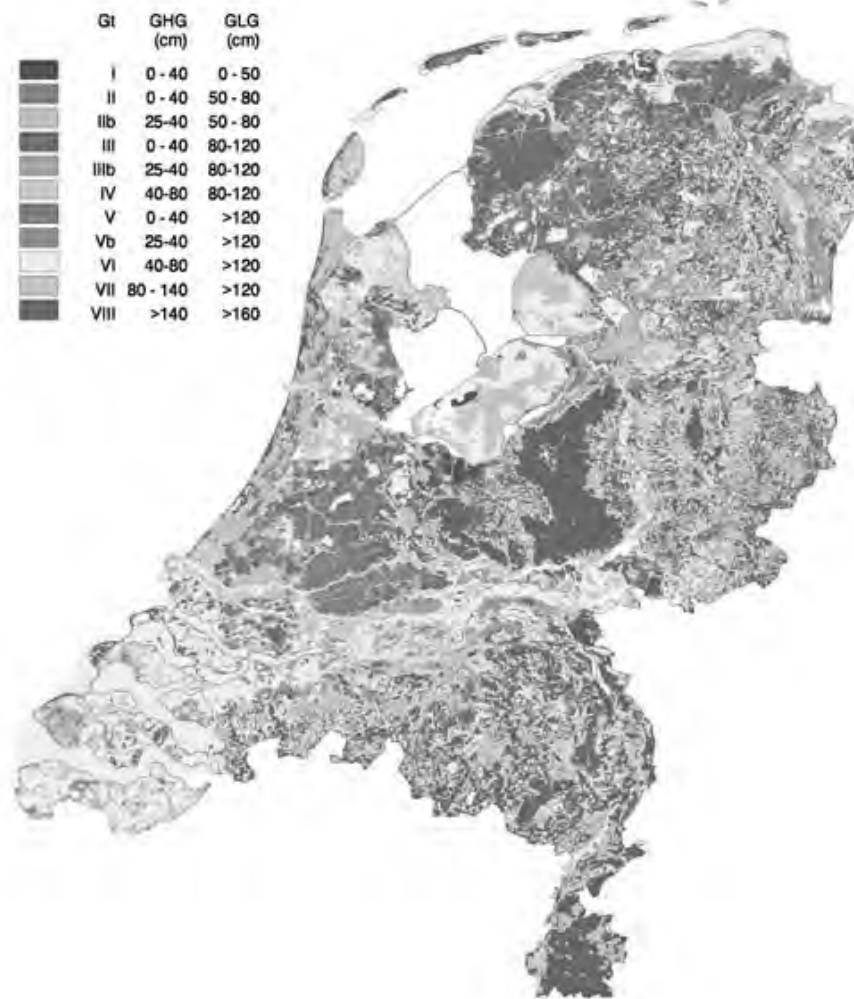 Gt GHG GLG
(cm) (cm)
I 0 - 40 0 - 50
II 0 - 40 50 - 80
IIb 25-40 50 - 80
III 0 - 40 80-120
IIIb 25-40 80-120
IV 40-80 80-120
V 0 - 40 >120
Vb 25-40 >120
VI 40-80 >120
VII 80 - 140 >120
VIII >140 >160